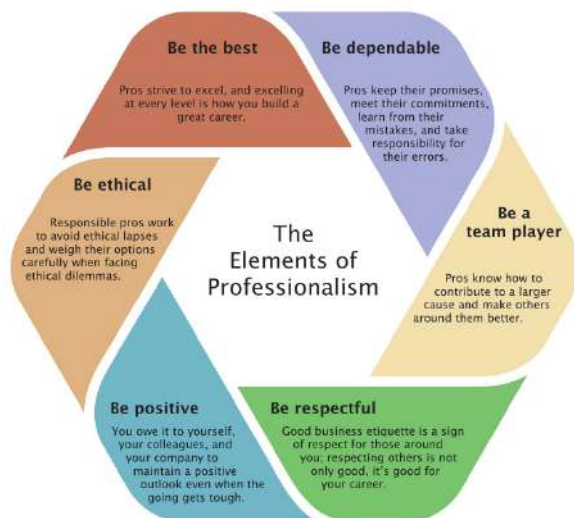 Be the best
Pros strive to excel, and excelling
at every level is how you build a
great career.
Be dependable
Pros keep their promises,
meet their commitments,
learn from their
mistakes, and take
responsibility for
their errors.
Be a
team player
Pros know how to
contribute to a larger
cause and make others
around them better.
Be respectful
Good business etiquette is a sign
of respect for those around
you; respecting others is not
only good, it's good for
your career.
Be positive
You owe it to yourself,
your colleagues, and
your company to
maintain a positive
outlook even when the
going gets tough.
Be ethical
Responsible pros work
to avoid ethical lapses
and weigh their options
carefully when facing
ethical dilemmas.
The
Elements of
Professionalism